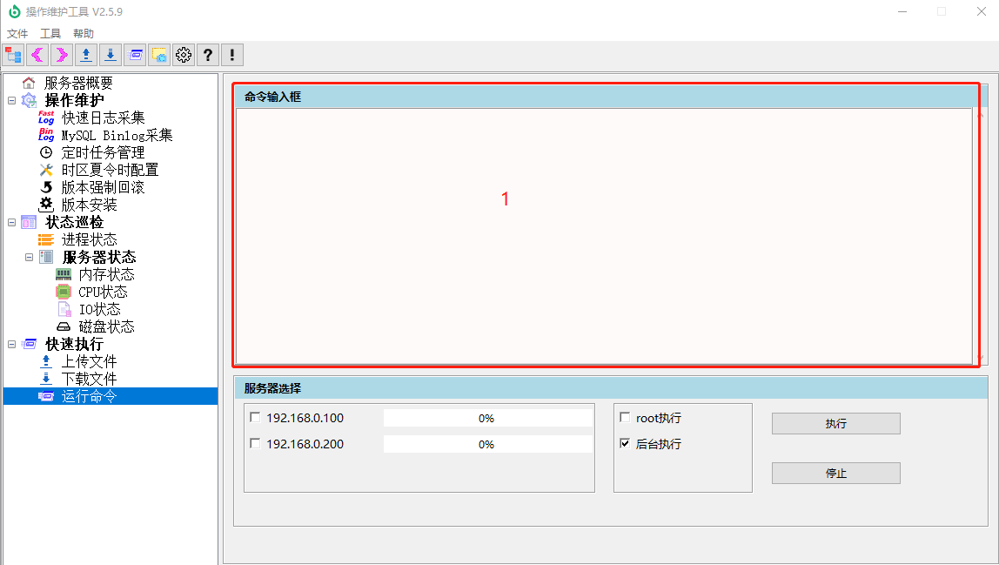 操作维护工具 V2.5.9
文件 工具 帮助
服务器概要
操作维护
Fast Log 快速日志采集
Bin Log MySQL Binlog采集
定时任务管理
时区夏令时配置
版本强制回滚
版本安装
状态巡检
进程状态
服务器状态
内存状态
CPU状态
IO状态
磁盘状态
快速执行
上传文件
下载文件
运行命令
命令输入框
1
服务器选择
192.168.0.100 0%
192.168.0.200 0%
root执行
后台执行
执行
停止